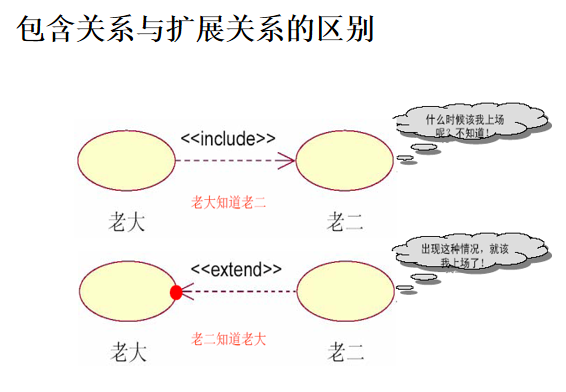 包含关系与扩展关系的区别
什么时候该我上场
呢？不知道！
<<include>>
老大知道老二
老大
老二
出现这种情况，就该
我上场了！
<<extend>>
老二知道老大
老大
老二